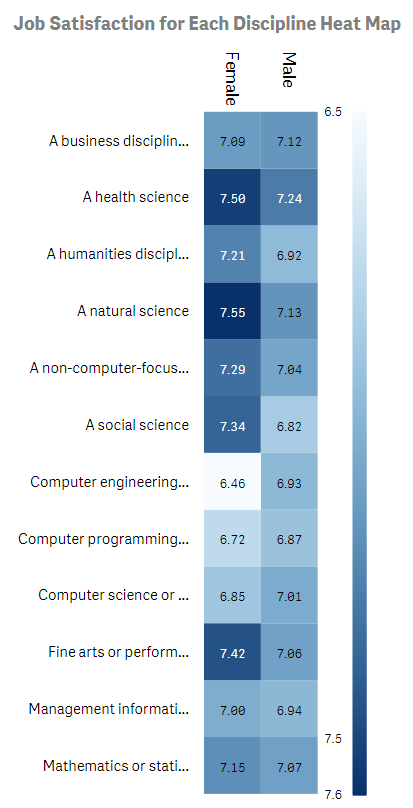 Job Satisfaction for Each Discipline Heat Map
Female Male
6.5
A business disciplin... 7.09 7.12
A health science 7.50 7.24
A humanities discipl... 7.21 6.92
A natural science 7.55 7.13
A non-computer-focus... 7.29 7.04
A social science 7.34 6.82
Computer engineering... 6.46 6.93
Computer programming... 6.72 6.87
Computer science or ... 6.85 7.01
Fine arts or perform... 7.42 7.06
Management informati... 7.00 6.94
7.5
Mathematics or stati... 7.15 7.07
7.6